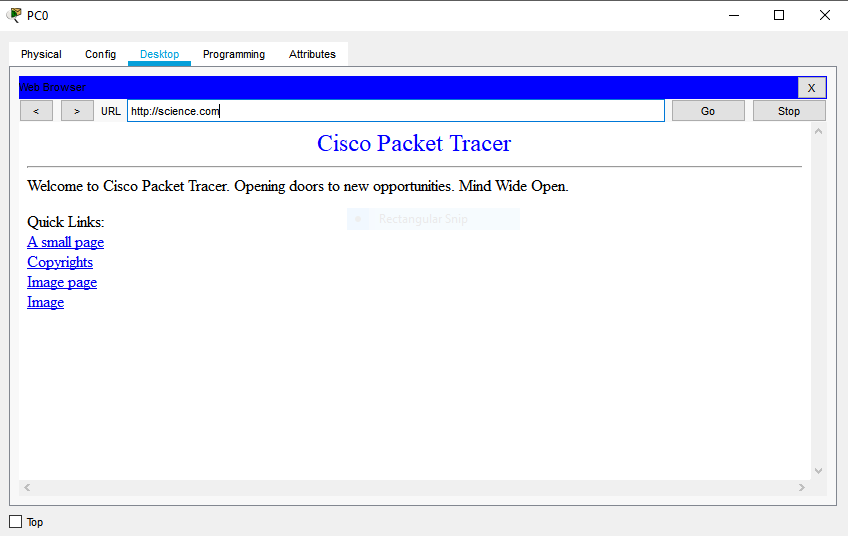 PC0
Physical Config Desktop Programming Attributes
Web Browser X
< > URL http://science.com Go Stop
Cisco Packet Tracer
Welcome to Cisco Packet Tracer. Opening doors to new opportunities. Mind Wide Open.
Rectangular Snip
Quick Links:
A small page
Copyrights
Image page
Image
Top